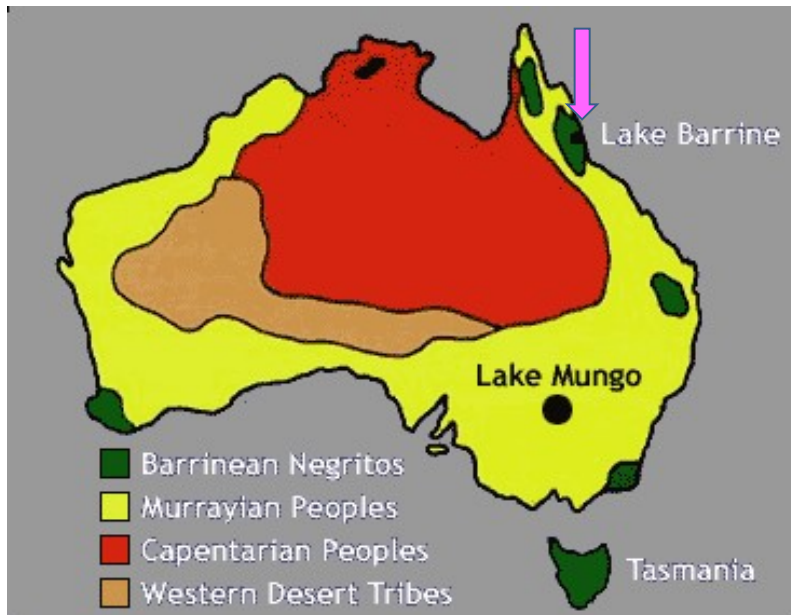 Lake Barrine
Lake Mungo
Barrinean Negritos
Murrayian Peoples
Capentarian Peoples
Western Desert Tribes
Tasmania